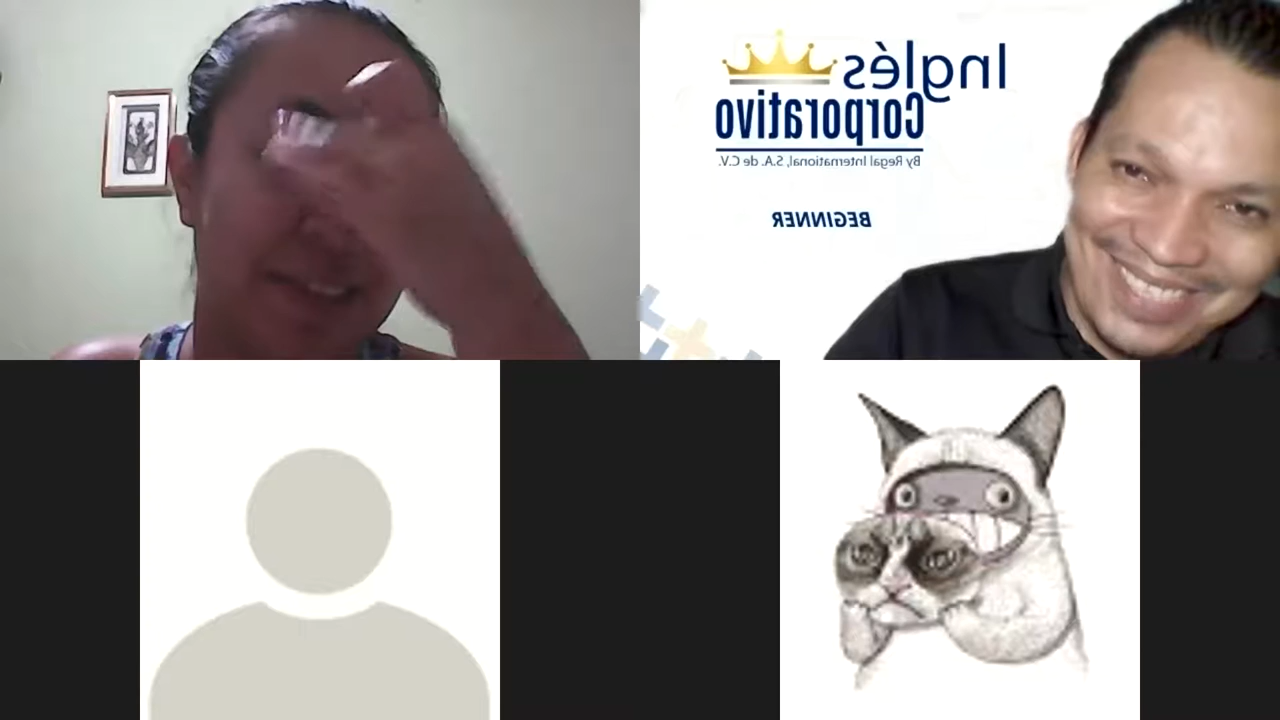 Inglés
Corporativo
By Regal International, S.A. de C.V.
BEGINNER